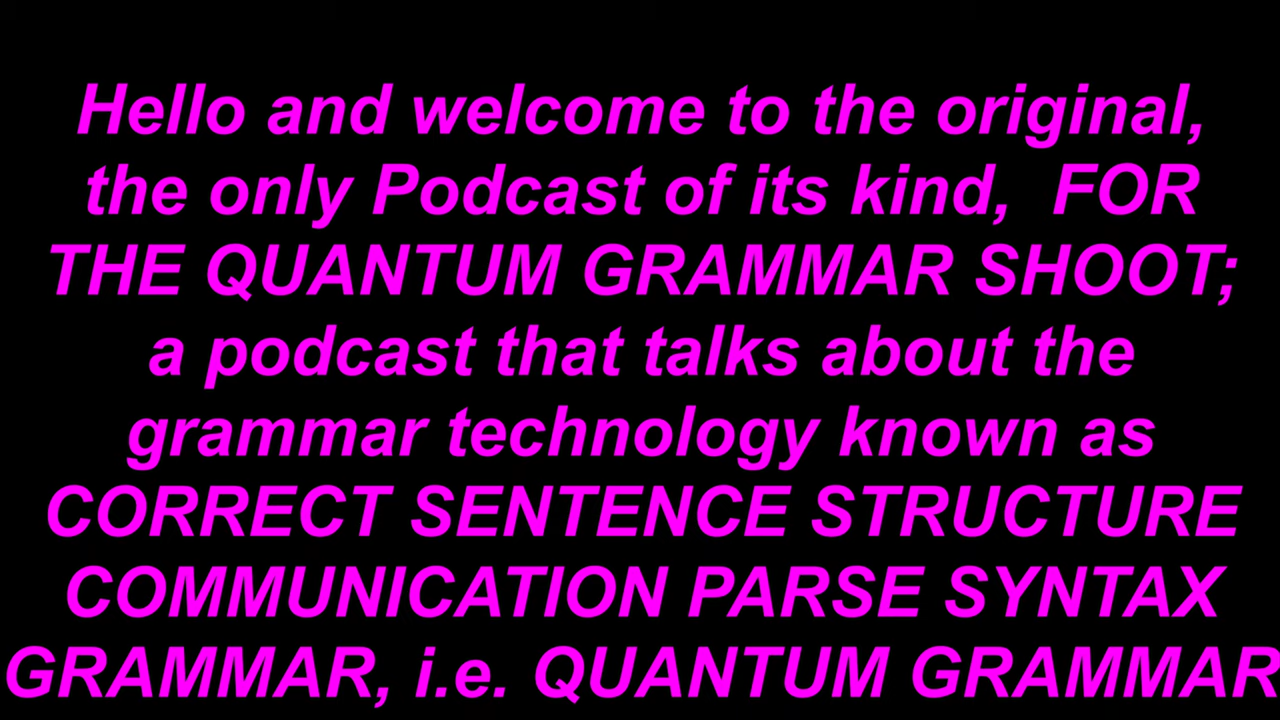 Hello and welcome to the original,
the only Podcast of its kind,  FOR
THE QUANTUM GRAMMAR SHOOT;
a podcast that talks about the
grammar technology known as
CORRECT SENTENCE STRUCTURE
COMMUNICATION PARSE SYNTAX
GRAMMAR, i.e. QUANTUM GRAMMAR